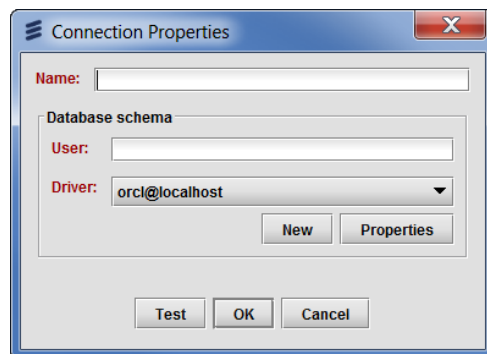 Connection Properties
Name:
Database schema
User:
Driver: orcl@localhost
New Properties
Test OK Cancel